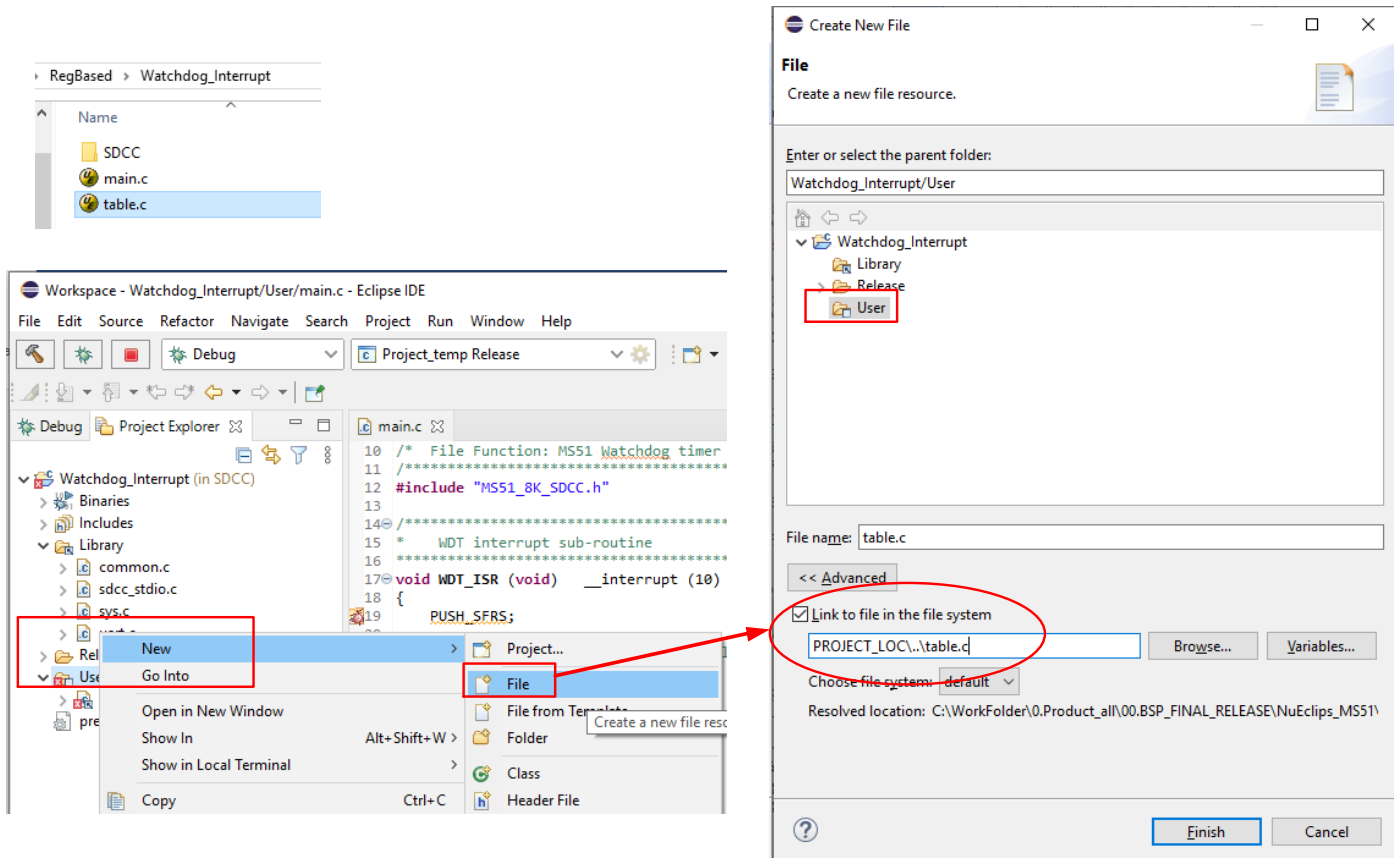 RegBased › Watchdog_Interrupt
Name
SDCC
main.c
table.c
Workspace - Watchdog_Interrupt/User/main.c - Eclipse IDE
File Edit Source Refactor Navigate Search Project Run Window Help
Debug
Project_temp Release
Debug Project Explorer
main.c
Watchdog_Interrupt (in SDCC)
Binaries
Includes
Library
common.c
sdcc_stdio.c
sys.c
10 /* File Function: MS51 Watchdog timer
11 /**************************************
12 #include "MS51_8K_SDCC.h"
13
14 /**************************************
15 * WDT interrupt sub-routine
16 ***************************************
17 void WDT_ISR (void) __interrupt (10)
18 {
19 PUSH_SFRS;
New
Go Into
Open in New Window
Show In Alt+Shift+W >
Show in Local Terminal >
Copy Ctrl+C
Project...
File
File from Template
Create a new file reso
Folder
Class
Header File
Create New File
File
Create a new file resource.
Enter or select the parent folder:
Watchdog_Interrupt/User
Watchdog_Interrupt
Library
Release
User
File name: table.c
<< Advanced
Link to file in the file system
PROJECT_LOC\..\table.c
Browse... Variables...
Choose file system: default
Resolved location: C:\WorkFolder\0.Product_all\00.BSP_FINAL_RELEASE\NuEclips_MS51\
Finish Cancel